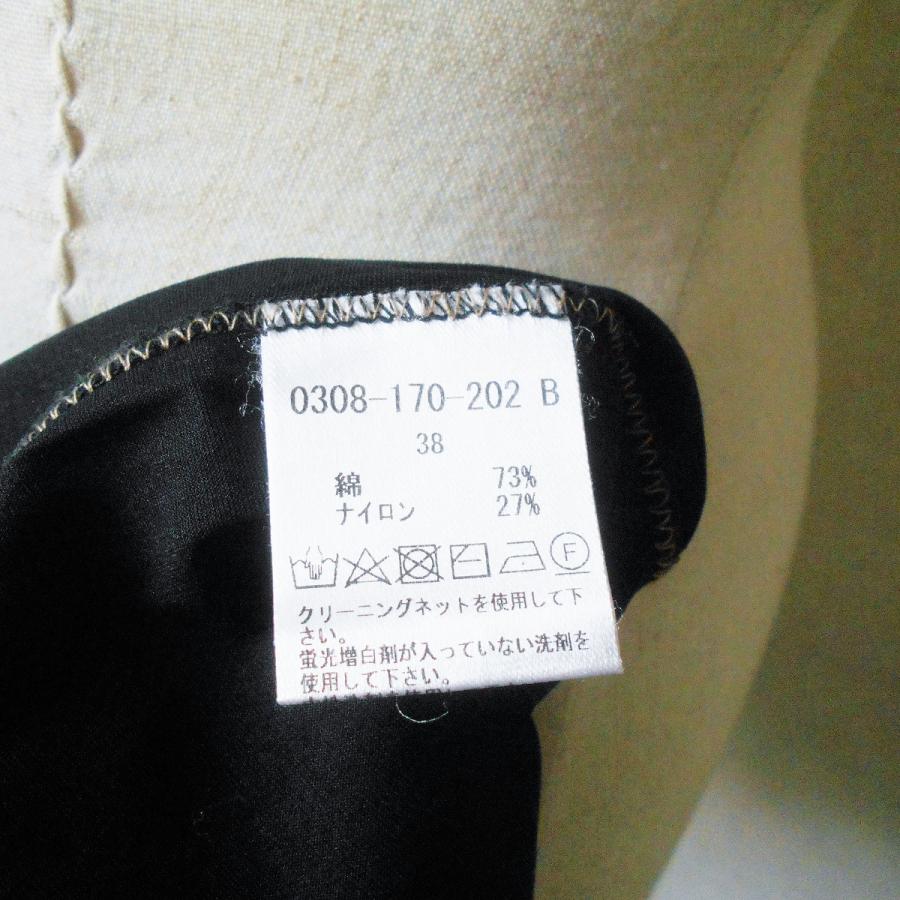 0308-170-202 B
38
綿 73%
ナイロン 27%
F
クリーニングネットを使用して下
さい。
蛍光増白剤が入っていない洗剤を
使用して下さい。